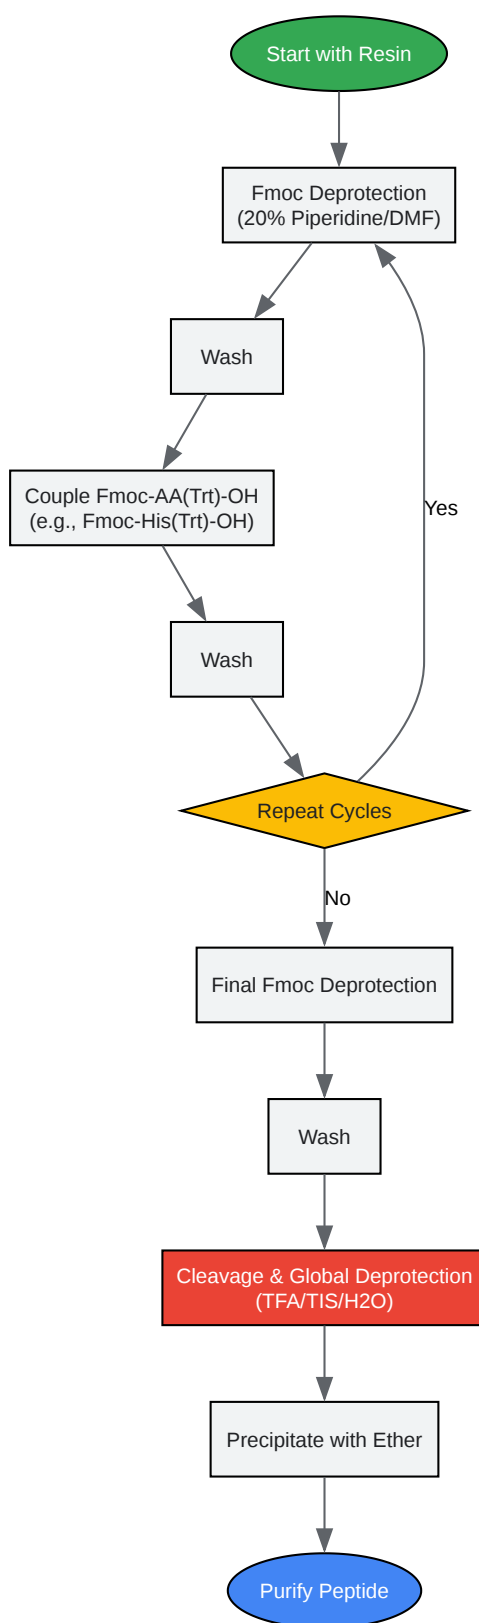 Start with Resin
Fmoc Deprotection
(20% Piperidine/DMF)
Wash
Couple Fmoc-AA(Trt)-OH
(e.g., Fmoc-His(Trt)-OH)
Yes
Wash
Repeat Cycles
No
Final Fmoc Deprotection
Wash
Cleavage & Global Deprotection
(TFA/TIS/H2O)
Precipitate with Ether
Purify Peptide